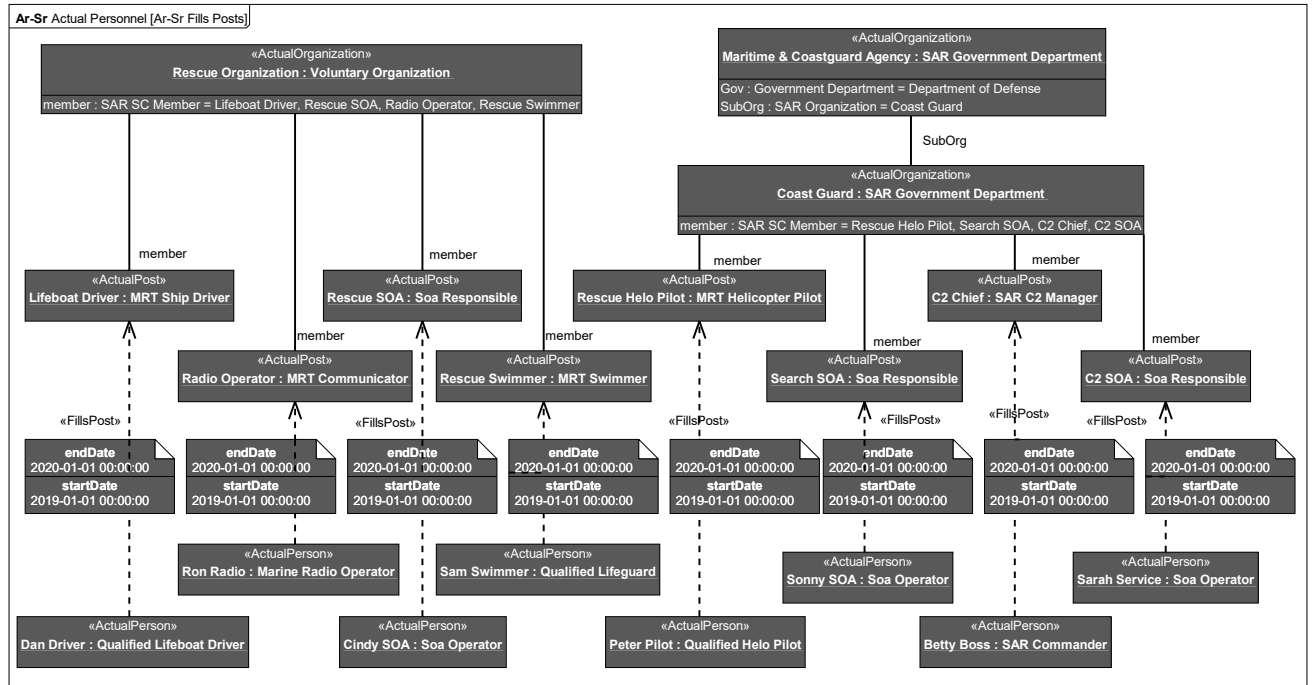 Ar-Sr Actual Personnel [Ar-Sr Fills Posts]
«ActualOrganization»
Rescue Organization : Voluntary Organization
member : SAR SC Member = Lifeboat Driver, Rescue SOA, Radio Operator, Rescue Swimmer
«ActualOrganization»
Maritime & Coastguard Agency : SAR Government Department
Gov : Government Department = Department of Defense
SubOrg : SAR Organization = Coast Guard
SubOrg
«ActualOrganization»
Coast Guard : SAR Government Department
member : SAR SC Member = Rescue Helo Pilot, Search SOA, C2 Chief, C2 SOA
member
member
member
member
«ActualPost»
Lifeboat Driver : MRT Ship Driver
«ActualPost»
Rescue SOA : Soa Responsible
«ActualPost»
Rescue Helo Pilot : MRT Helicopter Pilot
«ActualPost»
C2 Chief : SAR C2 Manager
member
member
member
member
«ActualPost»
Radio Operator : MRT Communicator
«ActualPost»
Rescue Swimmer : MRT Swimmer
«ActualPost»
Search SOA : Soa Responsible
«ActualPost»
C2 SOA : Soa Responsible
«FillsPost»
«FillsPost»
«FillsPost»
«FillsPost»
«FillsPost»
«FillsPost»
endDate
2020-01-01 00:00:00
startDate
2019-01-01 00:00:00
endDate
2020-01-01 00:00:00
startDate
2019-01-01 00:00:00
endDate
2020-01-01 00:00:00
startDate
2019-01-01 00:00:00
endDate
2020-01-01 00:00:00
startDate
2019-01-01 00:00:00
endDate
2020-01-01 00:00:00
startDate
2019-01-01 00:00:00
endDate
2020-01-01 00:00:00
startDate
2019-01-01 00:00:00
endDate
2020-01-01 00:00:00
startDate
2019-01-01 00:00:00
endDate
2020-01-01 00:00:00
startDate
2019-01-01 00:00:00
«ActualPerson»
Ron Radio : Marine Radio Operator
«ActualPerson»
Sam Swimmer : Qualified Lifeguard
«ActualPerson»
Sonny SOA : Soa Operator
«ActualPerson»
Sarah Service : Soa Operator
«ActualPerson»
Dan Driver : Qualified Lifeboat Driver
«ActualPerson»
Cindy SOA : Soa Operator
«ActualPerson»
Peter Pilot : Qualified Helo Pilot
«ActualPerson»
Betty Boss : SAR Commander